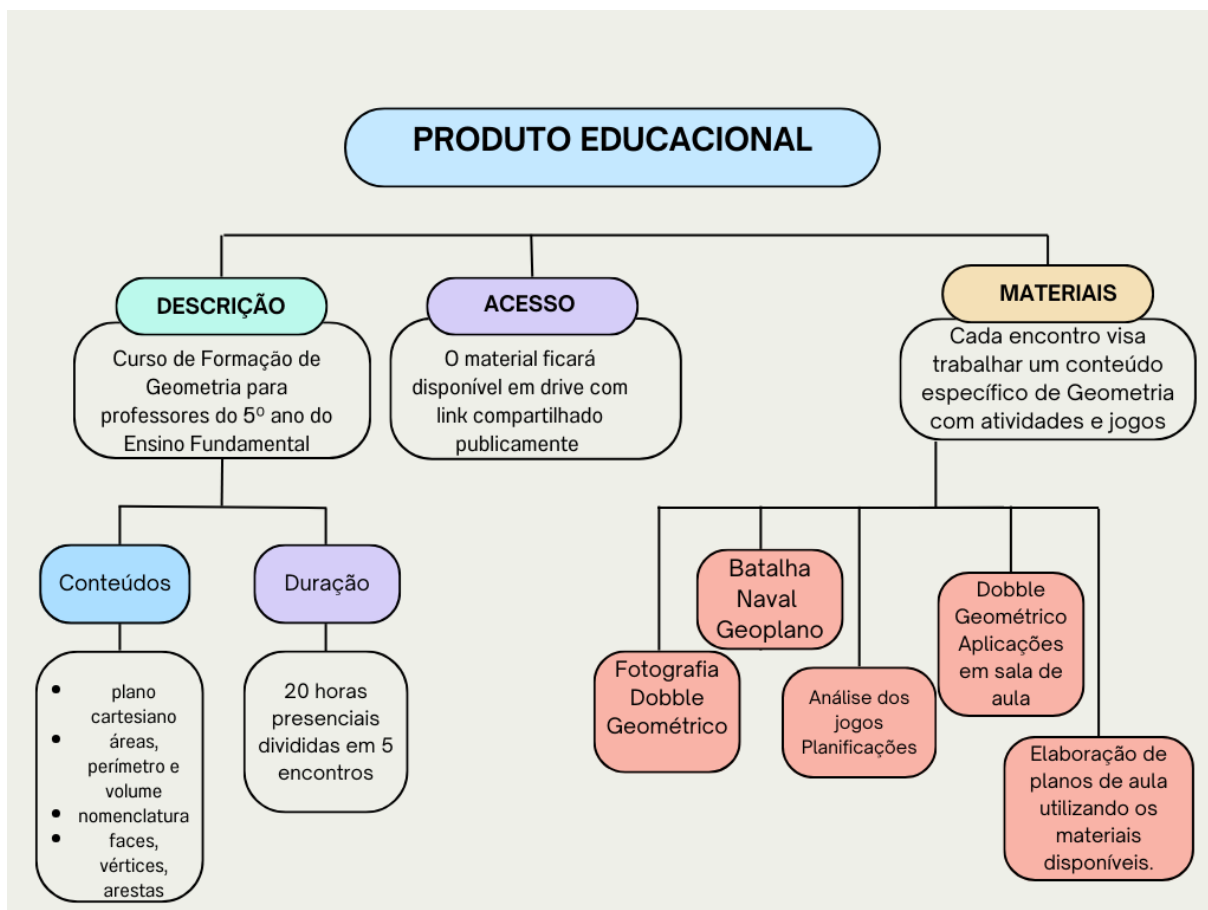 PRODUTO EDUCACIONAL
DESCRIÇÃO
Curso de Formação de
Geometria para
professores do 5º ano do
Ensino Fundamental
ACESSO
O material ficará
disponível em drive com
link compartilhado
publicamente
MATERIAIS
Cada encontro visa
trabalhar um conteúdo
específico de Geometria
com atividades e jogos
Conteúdos
• plano
cartesiano
• áreas,
perímetro e
volume
• nomenclatura
• faces,
vértices,
arestas
Duração
20 horas
presenciais
divididas em 5
encontros
Fotografia
Dobble
Geométrico
Batalha
Naval
Geoplano
Análise dos
jogos
Planificações
Dobble
Geométrico
Aplicações
em sala de
aula
Elaboração de
planos de aula
utilizando os
materiais
disponíveis.